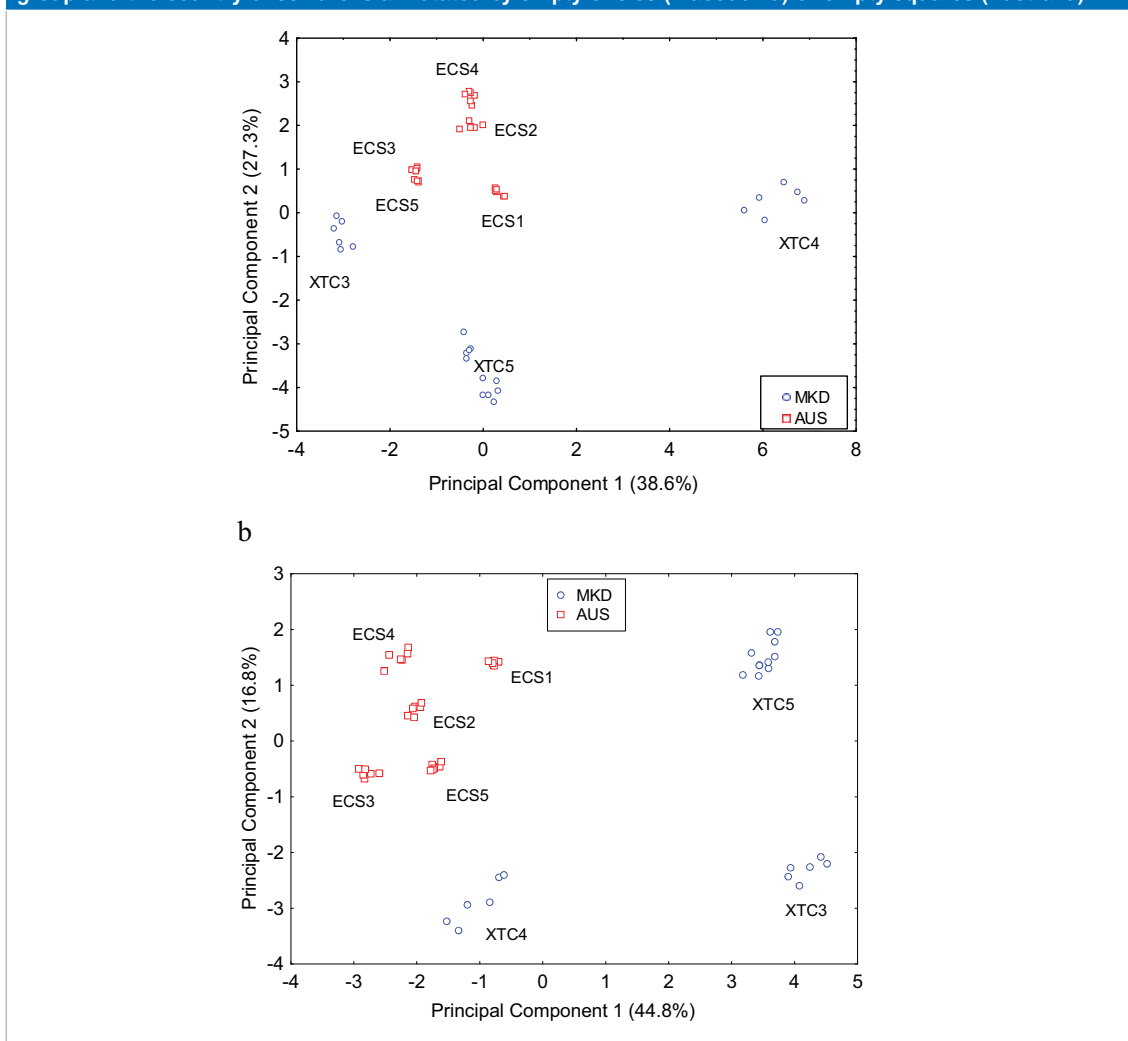 4
3
2
1
0
-1
-2
-3
-4
-5
Principal Component 2 (27.3%)
ECS4
ECS2
ECS3
ECS5
ECS1
XTC4
XTC3
XTC5
MKD
AUS
-4 -2 0 2 4 6 8
Principal Component 1 (38.6%)
b
3
2
1
0
-1
-2
-3
-4
Principal Component 2 (16.8%)
MKD
AUS
ECS4
ECS1
XTC5
ECS2
ECS3
ECS5
XTC4
XTC3
-4 -3 -2 -1 0 1 2 3 4 5
Principal Component 1 (44.8%)